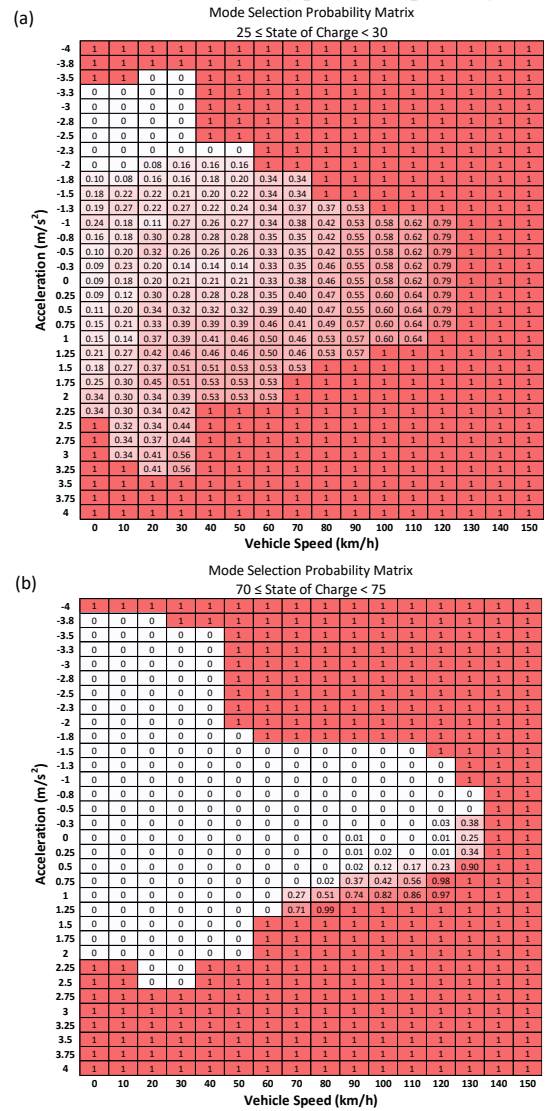 (a)
Mode Selection Probability Matrix
25 ≤ State of Charge < 30
-4 1 1 1 1 1 1 1 1 1 1 1 1 1 1 1 1
-3.8 1 1 1 1 1 1 1 1 1 1 1 1 1 1 1 1
-3.5 1 1 0 0 1 1 1 1 1 1 1 1 1 1 1 1
-3.3 0 0 0 0 1 1 1 1 1 1 1 1 1 1 1 1
-3 0 0 0 0 1 1 1 1 1 1 1 1 1 1 1 1
-2.8 0 0 0 0 1 1 1 1 1 1 1 1 1 1 1 1
-2.5 0 0 0 0 1 1 1 1 1 1 1 1 1 1 1 1
-2.3 0 0 0 0 0 0 1 1 1 1 1 1 1 1 1 1
-2 0 0 0.08 0.16 0.16 0.16 1 1 1 1 1 1 1 1 1 1
-1.8 0.10 0.08 0.16 0.16 0.18 0.20 0.34 0.34 1 1 1 1 1 1 1 1
-1.5 0.18 0.22 0.22 0.21 0.20 0.22 0.34 0.34 1 1 1 1 1 1 1 1
-1.3 0.19 0.27 0.22 0.27 0.22 0.24 0.34 0.37 0.37 0.53 1 1 1 1 1 1
-1 0.24 0.18 0.11 0.27 0.26 0.27 0.34 0.38 0.42 0.53 0.58 0.62 0.79 1 1 1
-0.8 0.16 0.18 0.30 0.28 0.28 0.28 0.35 0.35 0.42 0.55 0.58 0.62 0.79 1 1 1
-0.5 0.10 0.20 0.32 0.26 0.26 0.26 0.33 0.35 0.42 0.55 0.58 0.62 0.79 1 1 1
-0.3 0.09 0.23 0.20 0.14 0.14 0.14 0.33 0.35 0.46 0.55 0.58 0.62 0.79 1 1 1
0 0.09 0.18 0.20 0.21 0.21 0.21 0.33 0.38 0.46 0.55 0.58 0.64 0.79 1 1 1
0.25 0.09 0.12 0.30 0.28 0.28 0.28 0.35 0.40 0.47 0.55 0.60 0.64 0.79 1 1 1
0.5 0.11 0.20 0.34 0.32 0.32 0.32 0.39 0.40 0.47 0.55 0.60 0.64 0.79 1 1 1
0.75 0.15 0.21 0.33 0.39 0.39 0.39 0.46 0.41 0.49 0.57 0.60 0.64 0.79 1 1 1
1 0.15 0.14 0.37 0.39 0.41 0.46 0.50 0.46 0.53 0.57 0.60 0.64 1 1 1 1
1.25 0.21 0.27 0.42 0.46 0.46 0.46 0.52 0.46 0.53 0.57 1 1 1 1 1 1
1.5 0.18 0.27 0.37 0.51 0.51 0.53 0.53 0.53 1 1 1 1 1 1 1 1
1.75 0.25 0.30 0.45 0.51 0.53 0.53 0.53 1 1 1 1 1 1 1 1 1
2 0.34 0.30 0.34 0.39 0.53 0.53 0.53 1 1 1 1 1 1 1 1 1
2.25 0.34 0.30 0.34 0.42 1 1 1 1 1 1 1 1 1 1 1 1
2.5 1 0.32 0.34 0.44 1 1 1 1 1 1 1 1 1 1 1 1
2.75 1 0.34 0.37 0.44 1 1 1 1 1 1 1 1 1 1 1 1
3 1 0.34 0.41 0.56 1 1 1 1 1 1 1 1 1 1 1 1
3.25 1 1 0.41 0.56 1 1 1 1 1 1 1 1 1 1 1 1
3.5 1 1 1 1 1 1 1 1 1 1 1 1 1 1 1 1
3.75 1 1 1 1 1 1 1 1 1 1 1 1 1 1 1 1
4 1 1 1 1 1 1 1 1 1 1 1 1 1 1 1 1
0 10 20 30 40 50 60 70 80 90 100 110 120 130 140 150
Acceleration (m/s²)
Vehicle Speed (km/h)
(b)
Mode Selection Probability Matrix
70 ≤ State of Charge < 75
-4 1 1 1 1 1 1 1 1 1 1 1 1 1 1 1 1
-3.8 0 0 0 1 1 1 1 1 1 1 1 1 1 1 1 1
-3.5 0 0 0 0 0 1 1 1 1 1 1 1 1 1 1 1
-3.3 0 0 0 0 0 1 1 1 1 1 1 1 1 1 1 1
-3 0 0 0 0 0 1 1 1 1 1 1 1 1 1 1 1
-2.8 0 0 0 0 0 1 1 1 1 1 1 1 1 1 1 1
-2.5 0 0 0 0 0 1 1 1 1 1 1 1 1 1 1 1
-2.3 0 0 0 0 0 1 1 1 1 1 1 1 1 1 1 1
-2 0 0 0 0 0 1 1 1 1 1 1 1 1 1 1 1
-1.8 0 0 0 0 0 0 1 1 1 1 1 1 1 1 1 1
-1.5 0 0 0 0 0 0 0 0 0 0 0 0 1 1 1 1
-1.3 0 0 0 0 0 0 0 0 0 0 0 0 0 1 1 1
-1 0 0 0 0 0 0 0 0 0 0 0 0 0 1 1 1
-0.8 0 0 0 0 0 0 0 0 0 0 0 0 0 0 1 1
-0.5 0 0 0 0 0 0 0 0 0 0 0 0 0 0 1 1
-0.3 0 0 0 0 0 0 0 0 0 0 0 0 0.03 0.38 1 1
0 0 0 0 0 0 0 0 0 0 0.01 0 0 0.01 0.25 1 1
0.25 0 0 0 0 0 0 0 0 0 0.01 0.02 0 0.01 0.34 1 1
0.5 0 0 0 0 0 0 0 0 0 0.02 0.12 0.17 0.23 0.90 1 1
0.75 0 0 0 0 0 0 0 0 0.02 0.37 0.42 0.56 0.98 1 1 1
1 0 0 0 0 0 0 0 0.27 0.51 0.74 0.82 0.86 0.97 1 1 1
1.25 0 0 0 0 0 0 0 0.71 0.99 1 1 1 1 1 1 1
1.5 0 0 0 0 0 0 1 1 1 1 1 1 1 1 1 1
1.75 0 0 0 0 0 0 1 1 1 1 1 1 1 1 1 1
2 0 0 0 0 0 0 1 1 1 1 1 1 1 1 1 1
2.25 1 1 0 0 1 1 1 1 1 1 1 1 1 1 1 1
2.5 1 1 0 0 1 1 1 1 1 1 1 1 1 1 1 1
2.75 1 1 1 1 1 1 1 1 1 1 1 1 1 1 1 1
3 1 1 1 1 1 1 1 1 1 1 1 1 1 1 1 1
3.25 1 1 1 1 1 1 1 1 1 1 1 1 1 1 1 1
3.5 1 1 1 1 1 1 1 1 1 1 1 1 1 1 1 1
3.75 1 1 1 1 1 1 1 1 1 1 1 1 1 1 1 1
4 1 1 1 1 1 1 1 1 1 1 1 1 1 1 1 1
0 10 20 30 40 50 60 70 80 90 100 110 120 130 140 150
Acceleration (m/s²)
Vehicle Speed (km/h)